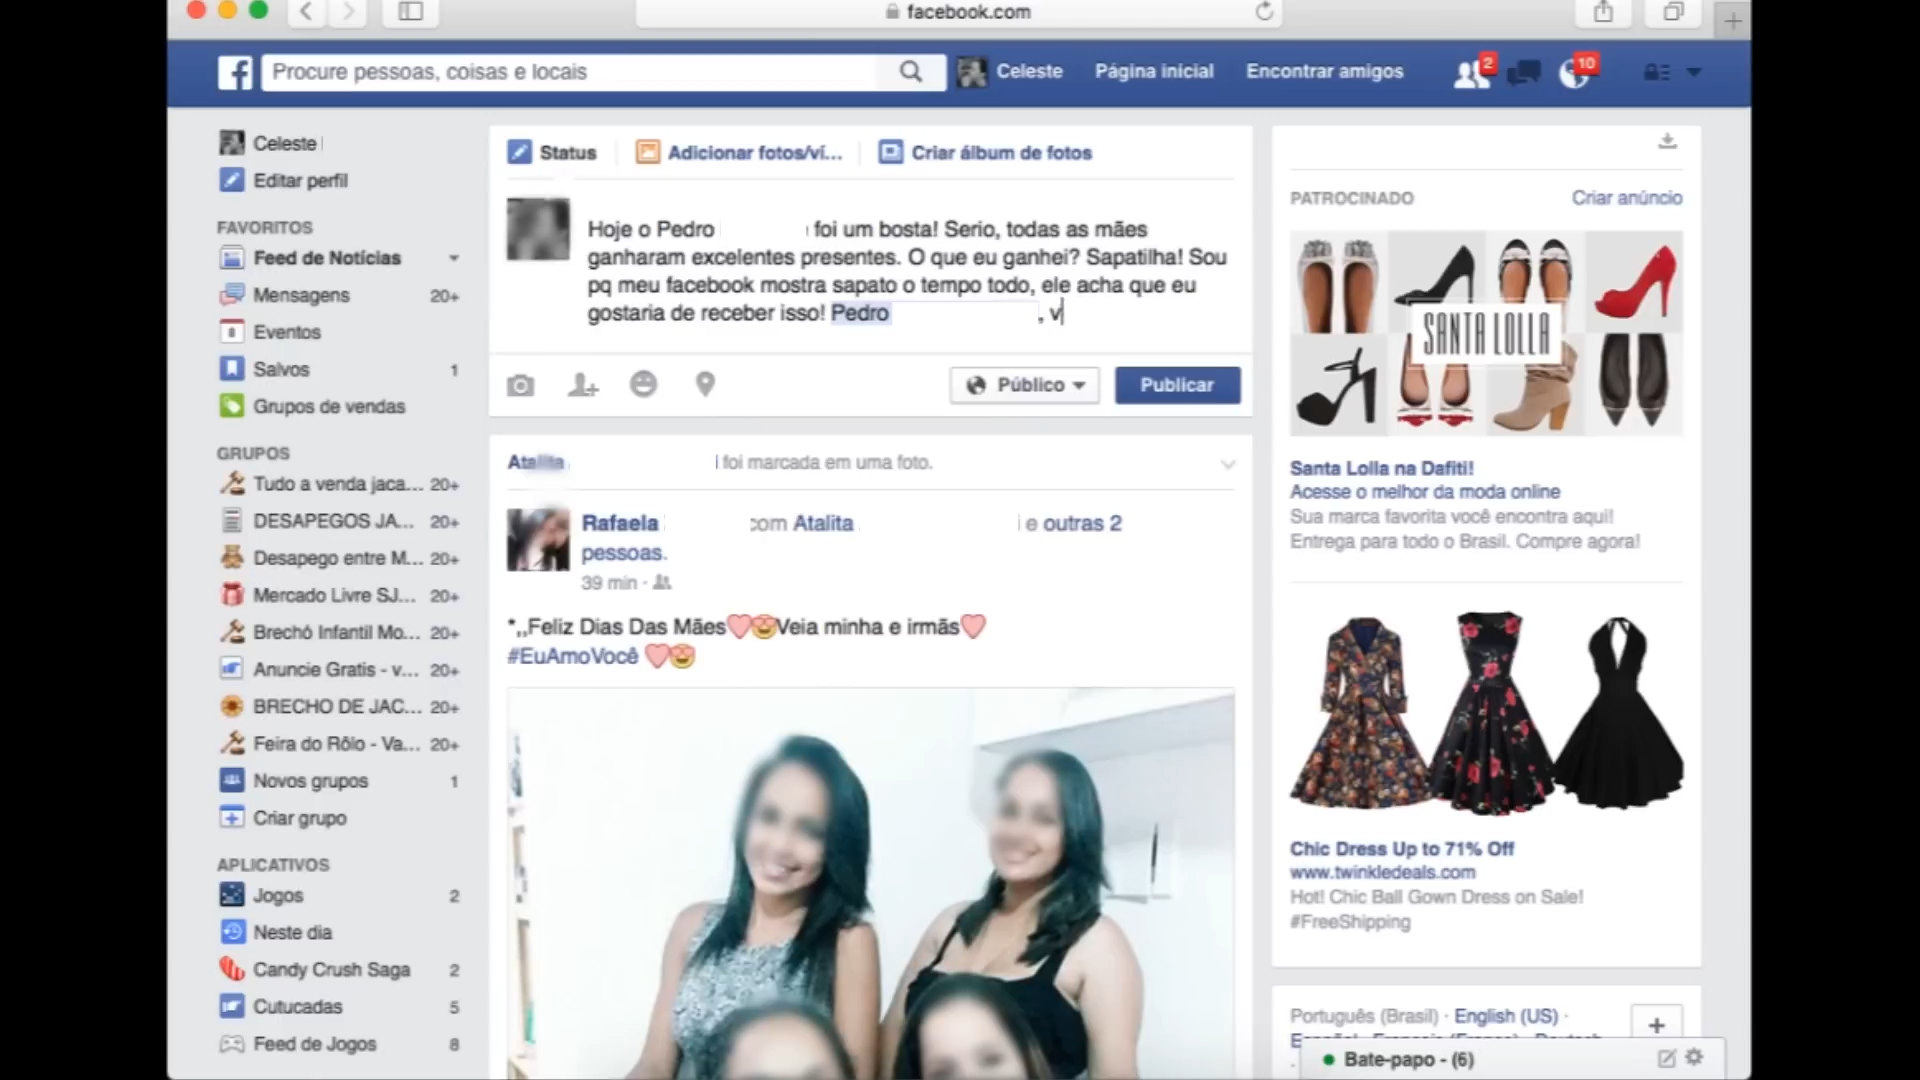 facebook.com
Procure pessoas, coisas e locais
Celeste
Página inicial
Encontrar amigos
2
10
Celeste
Editar perfil
FAVORITOS
Feed de Notícias
Mensagens 20+
8 Eventos
Salvos 1
Grupos de vendas
GRUPOS
Tudo a venda jaca... 20+
DESAPEGOS JA... 20+
Desapego entre M... 20+
Mercado Livre SJ... 20+
Brechó Infantil Mo... 20+
Anuncie Gratis - v... 20+
BRECHO DE JAC... 20+
Feira do Rôlo - Va... 20+
Novos grupos 1
Criar grupo
APLICATIVOS
Jogos 2
Neste dia
Candy Crush Saga 2
Cutucadas 5
Feed de Jogos 8
Status
Adicionar fotos/ví...
Criar álbum de fotos
Hoje o Pedro foi um bosta! Serio, todas as mães
ganharam excelentes presentes. O que eu ganhei? Sapatilha! Sou
pq meu facebook mostra sapato o tempo todo, ele acha que eu
gostaria de receber isso! Pedro , v
Público
Publicar
Atalita foi marcada em uma foto.
Rafaela com Atalita e outras 2
pessoas.
39 min ·
*,,Feliz Dias Das Mães❤😍Veia minha e irmãs❤
#EuAmoVocê ❤😍
PATROCINADO
Criar anúncio
SANTA LOLLA
Santa Lolla na Dafiti!
Acesse o melhor da moda online
Sua marca favorita você encontra aqui!
Entrega para todo o Brasil. Compre agora!
Chic Dress Up to 71% Off
www.twinkledeals.com
Hot! Chic Ball Gown Dress on Sale!
#FreeShipping
Português (Brasil) · English (US) ·
Bate-papo - (6)